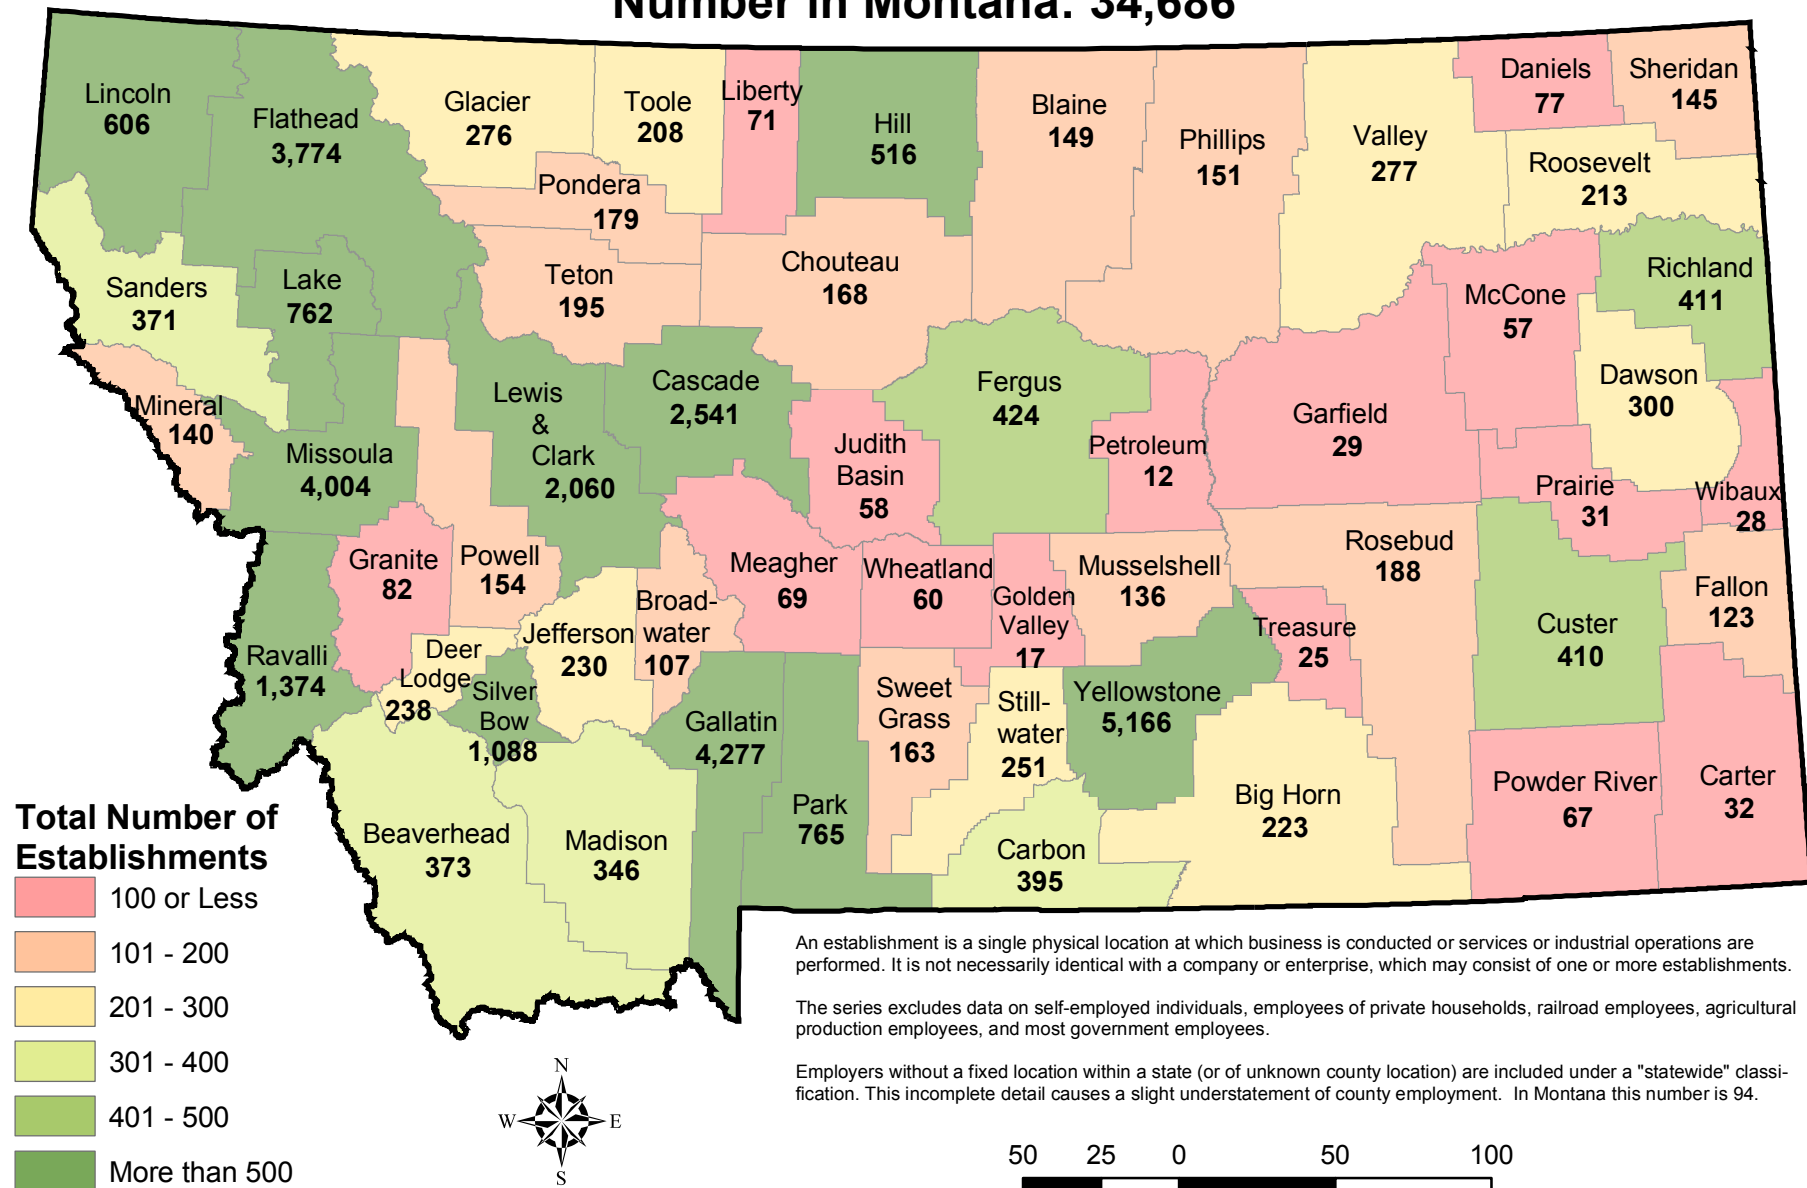 Number in Montana: 34,686
Lincoln
606
Flathead
3,774
Glacier
276
Toole
208
Liberty
71
Hill
516
Blaine
149
Phillips
151
Valley
277
Daniels
77
Sheridan
145
Roosevelt
213
Pondera
179
Sanders
371
Lake
762
Teton
195
Chouteau
168
McCone
57
Richland
411
Mineral
140
Missoula
4,004
Lewis
&
Clark
2,060
Cascade
2,541
Judith
Basin
58
Fergus
424
Petroleum
12
Garfield
29
Dawson
300
Prairie
31
Wibaux
28
Granite
82
Powell
154
Meagher
69
Wheatland
60
Golden
Valley
17
Musselshell
136
Rosebud
188
Treasure
25
Custer
410
Fallon
123
Ravalli
1,374
Deer
Lodge
238
Silver
Bow
1,088
Jefferson
230
Broad-
water
107
Gallatin
4,277
Park
765
Sweet
Grass
163
Still-
water
251
Yellowstone
5,166
Big Horn
223
Powder River
67
Carter
32
Beaverhead
373
Madison
346
Carbon
395
Total Number of
Establishments
100 or Less
101 - 200
201 - 300
301 - 400
401 - 500
More than 500
An establishment is a single physical location at which business is conducted or services or industrial operations are
performed. It is not necessarily identical with a company or enterprise, which may consist of one or more establishments.
The series excludes data on self-employed individuals, employees of private households, railroad employees, agricultural
production employees, and most government employees.
Employers without a fixed location within a state (or of unknown county location) are included under a "statewide" classi-
fication. This incomplete detail causes a slight understatement of county employment.  In Montana this number is 94.
N
W E
S
50 25 0 50 100